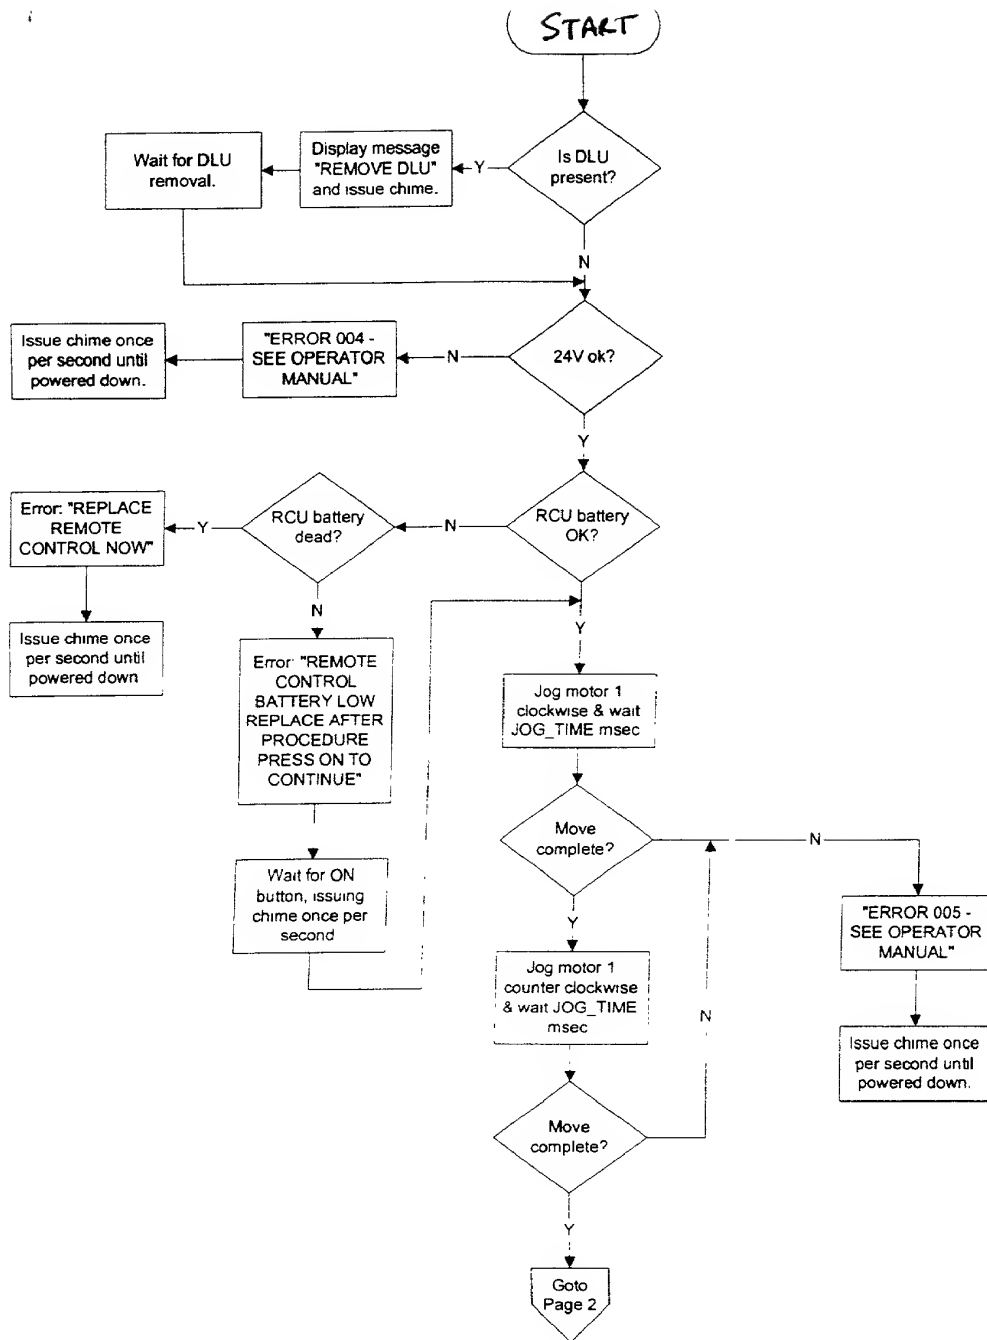 START
Is DLU
present?
Y
Display message
"REMOVE DLU"
and issue chime.
Wait for DLU
removal.
N
24V ok?
N
"ERROR 004 -
SEE OPERATOR
MANUAL"
Issue chime once
per second until
powered down.
Y
RCU battery
OK?
N
RCU battery
dead?
Y
Error: "REPLACE
REMOTE
CONTROL NOW"
Issue chime once
per second until
powered down
N
Error: "REMOTE
CONTROL
BATTERY LOW
REPLACE AFTER
PROCEDURE
PRESS ON TO
CONTINUE"
Wait for ON
button, issuing
chime once per
second
Y
Jog motor 1
clockwise & wait
JOG_TIME msec
Move
complete?
N
"ERROR 005 -
SEE OPERATOR
MANUAL"
Issue chime once
per second until
powered down.
Y
Jog motor 1
counter clockwise
& wait JOG_TIME
msec
N
Move
complete?
Y
Goto
Page 2